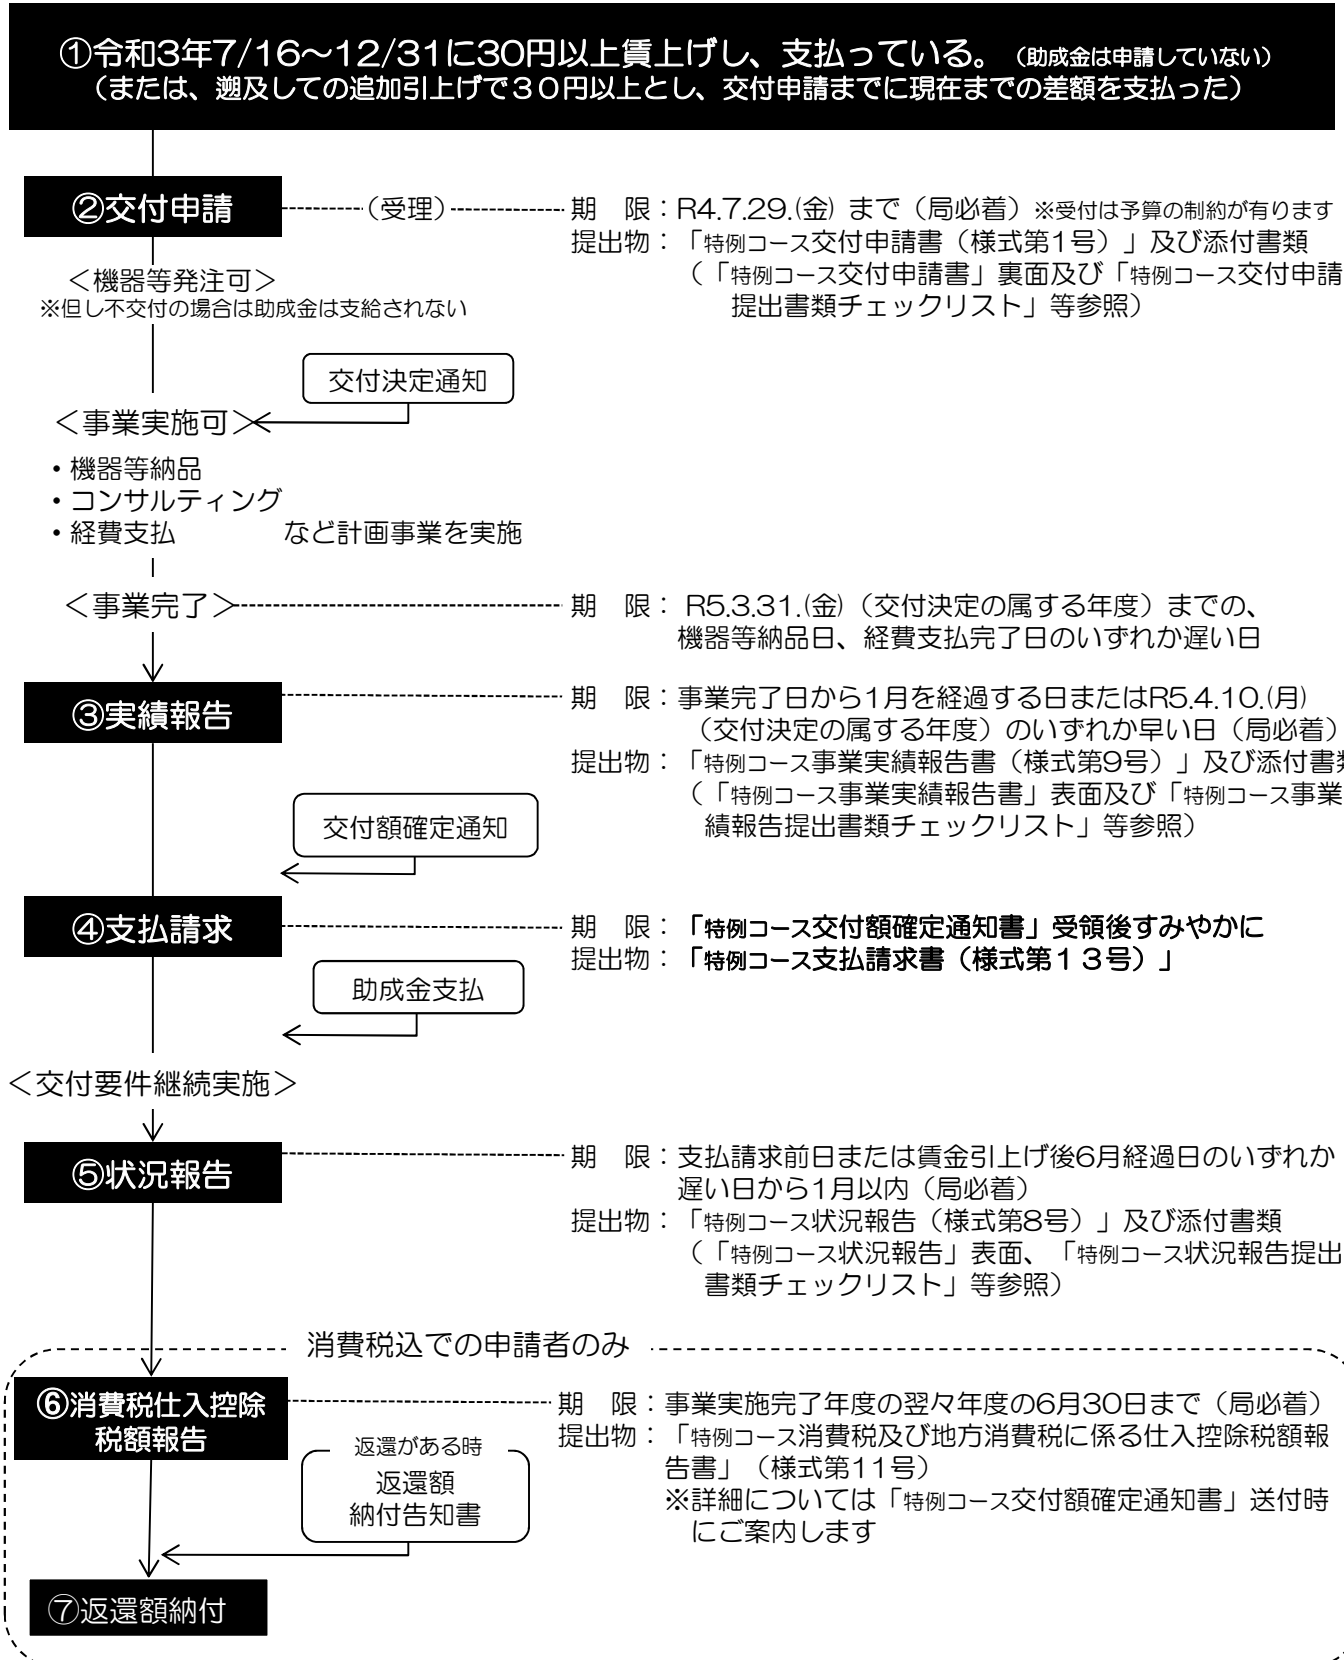 ①令和3年7/16～12/31に30円以上賃上げし、支払っている。（助成金は申請していない）
（または、遡及しての追加引上げで３０円以上とし、交付申請までに現在までの差額を支払った）
②交付申請
（受理）
期　限：R4.7.29.(金) まで（局必着）※受付は予算の制約が有ります
提出物：「特例コース交付申請書（様式第1号）」及び添付書類
（「特例コース交付申請書」裏面及び「特例コース交付申請
提出書類チェックリスト」等参照）
＜機器等発注可＞
※但し不交付の場合は助成金は支給されない
交付決定通知
＜事業実施可＞
・機器等納品
・コンサルティング
・経費支払　　　　など計画事業を実施
＜事業完了＞
期　限： R5.3.31.(金)（交付決定の属する年度）までの、
機器等納品日、経費支払完了日のいずれか遅い日
③実績報告
期　限：事業完了日から1月を経過する日またはR5.4.10.(月)
（交付決定の属する年度）のいずれか早い日（局必着）
提出物：「特例コース事業実績報告書（様式第9号）」及び添付書類
（「特例コース事業実績報告書」表面及び「特例コース事業
績報告提出書類チェックリスト」等参照）
交付額確定通知
④支払請求
期　限：「特例コース交付額確定通知書」受領後すみやかに
提出物：「特例コース支払請求書（様式第１３号）」
助成金支払
＜交付要件継続実施＞
⑤状況報告
期　限：支払請求前日または賃金引上げ後6月経過日のいずれか
遅い日から1月以内（局必着）
提出物：「特例コース状況報告（様式第8号）」及び添付書類
（「特例コース状況報告」表面、「特例コース状況報告提出
書類チェックリスト」等参照）
消費税込での申請者のみ
⑥消費税仕入控除
税額報告
期　限：事業実施完了年度の翌々年度の6月30日まで（局必着）
提出物：「特例コース消費税及び地方消費税に係る仕入控除税額報
告書」（様式第11号）
※詳細については「特例コース交付額確定通知書」送付時
にご案内します
返還がある時
返還額
納付告知書
⑦返還額納付